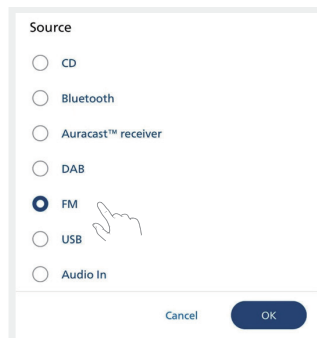 Source
CD
Bluetooth
Auracast™ receiver
DAB
FM
USB
Audio In
Cancel
OK